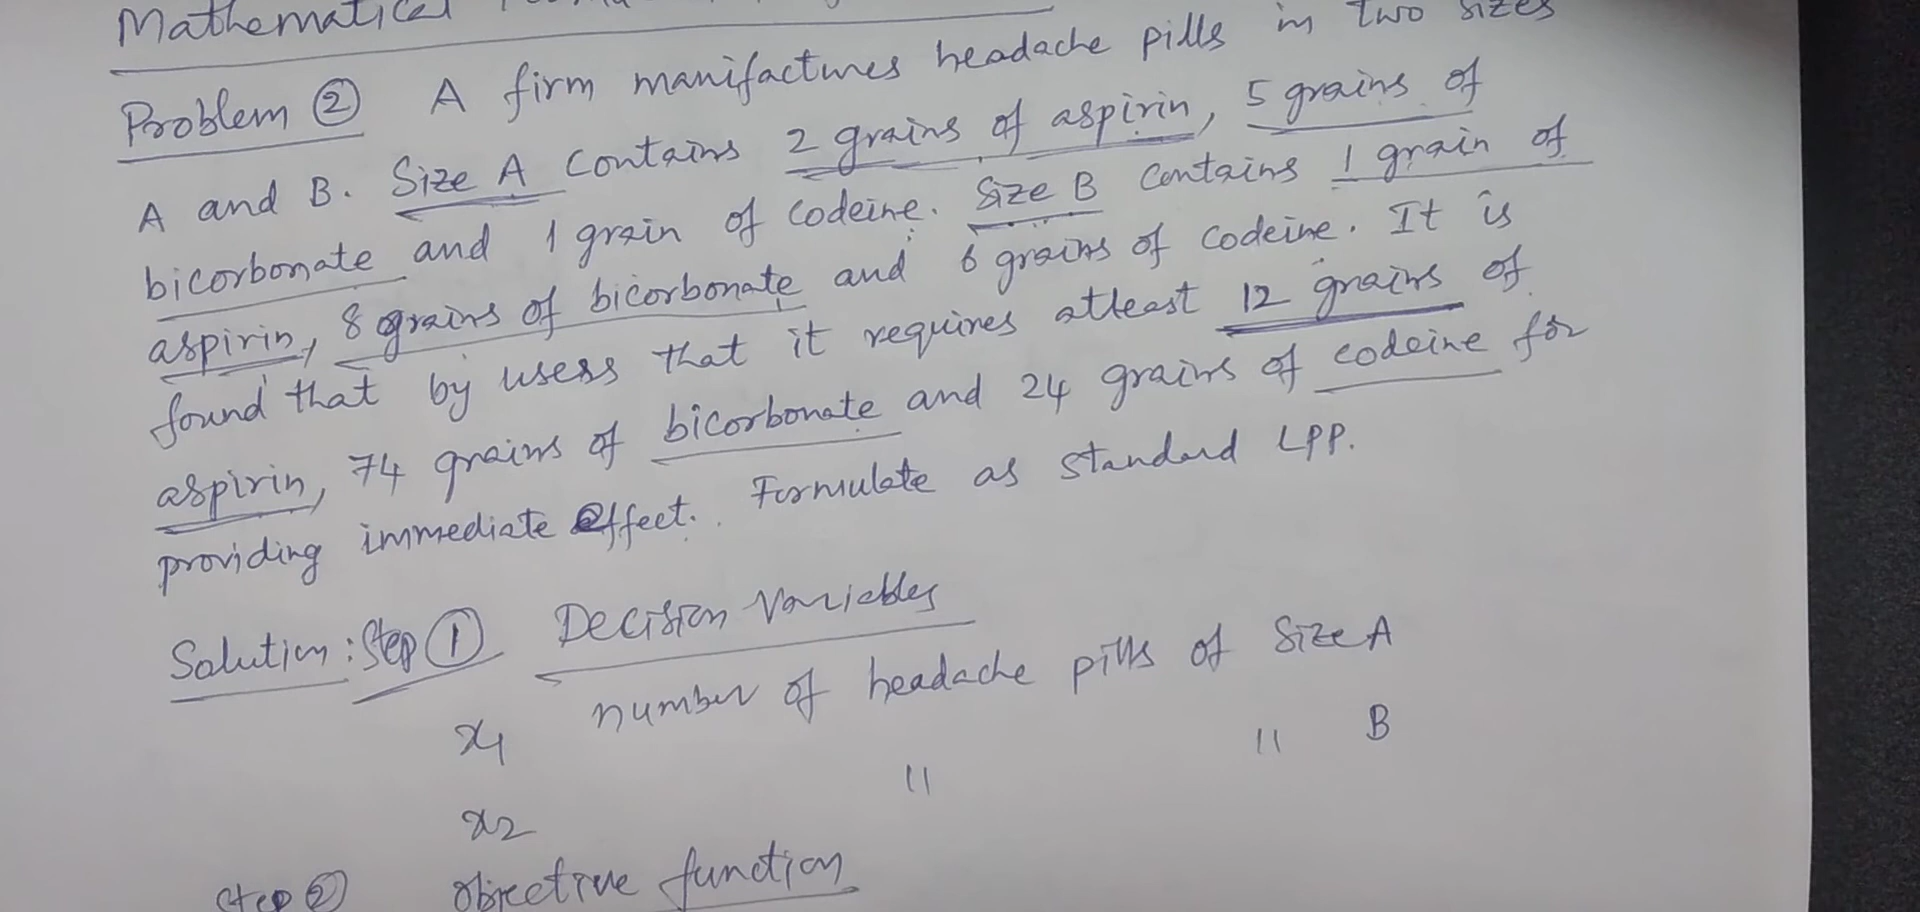 Mathematical
Problem ② A firm manifactures headache pills in two sizes
A and B. Size A contains 2 grains of aspirin, 5 grains of
bicorbonate and 1 grain of codeine. Size B contains 1 grain of
aspirin, 8 grains of bicorbonate and 6 grains of codeine. It is
found that by usess that it requires atleast 12 grains of
aspirin, 74 grains of bicorbonate and 24 grains of codeine for
providing immediate effect. Formulate as standard LPP.
Solution: Step ① Decision Variables
x1 number of headache pills of Size A
x2 " " B
Step ② Objective function